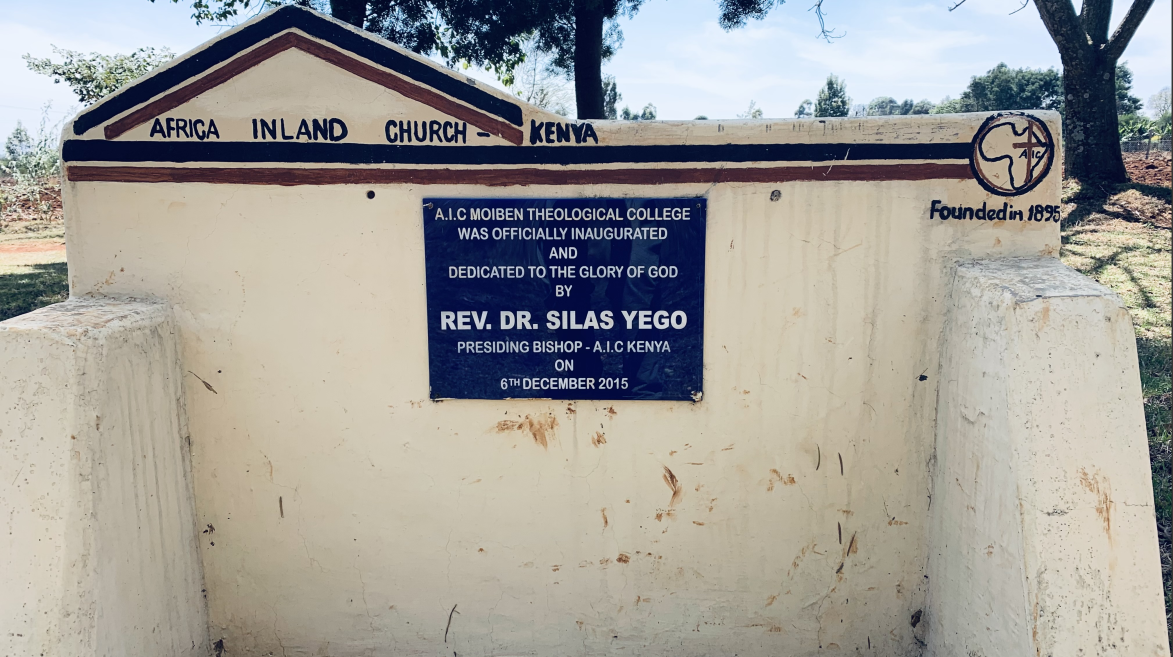 AFRICA INLAND CHURCH - KENYA
AIC
Founded in 1895
A.I.C MOIBEN THEOLOGICAL COLLEGE
WAS OFFICIALLY INAUGURATED
AND
DEDICATED TO THE GLORY OF GOD
BY
REV. DR. SILAS YEGO
PRESIDING BISHOP - A.I.C KENYA
ON
6TH DECEMBER 2015